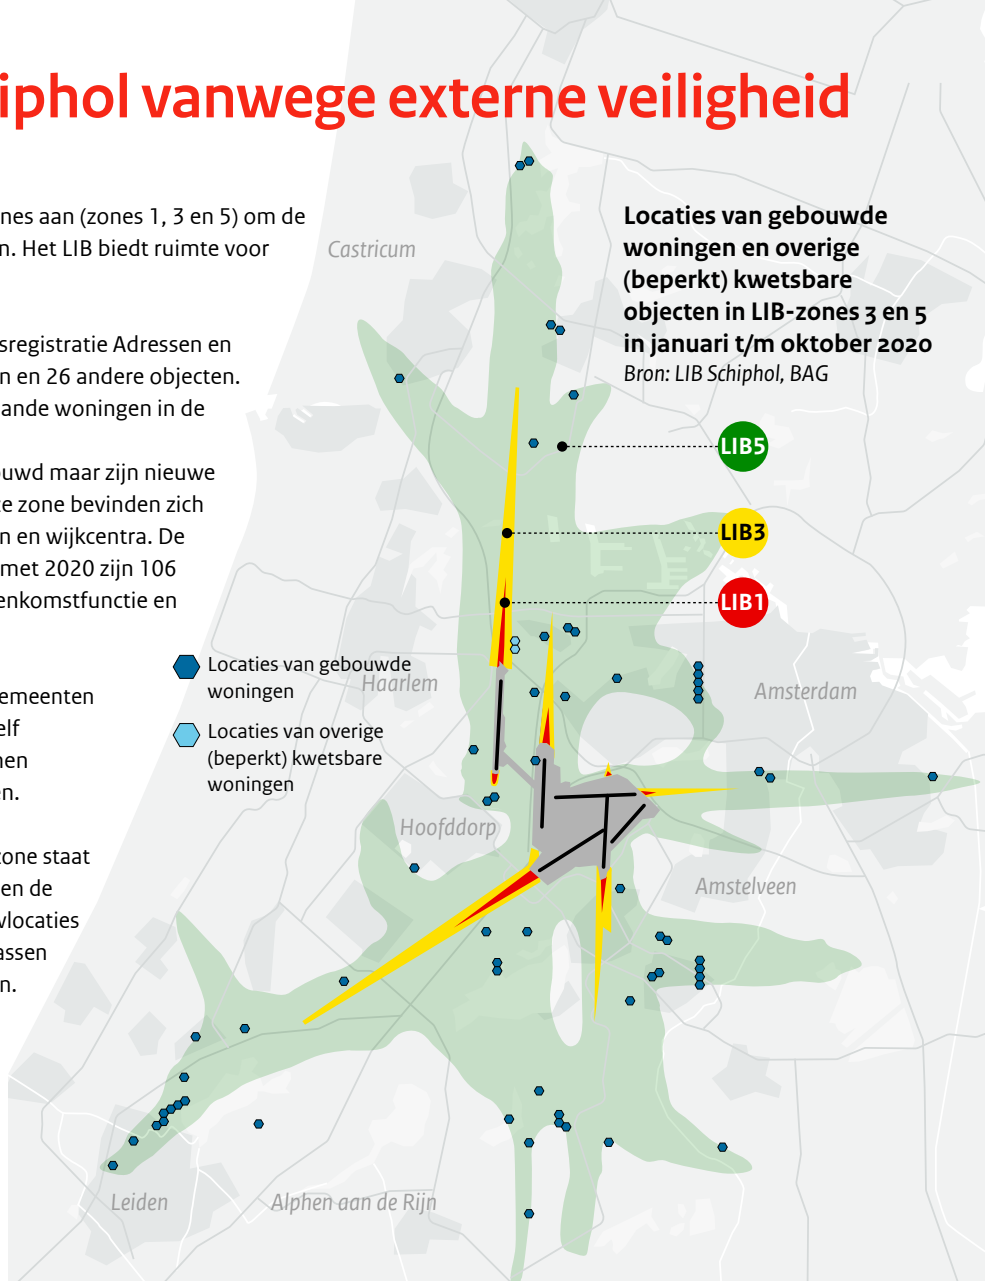 iphol vanwege externe veiligheid
nes aan (zones 1, 3 en 5) om de
n. Het LIB biedt ruimte voor
sregistratie Adressen en
n en 26 andere objecten.
ande woningen in de
ouwd maar zijn nieuwe
ze zone bevinden zich
n en wijkcentra. De
met 2020 zijn 106
enkomstfunctie en
emeenten
elf
nen
en.
zone staat
en de
wlocaties
assen
n.
Locaties van gebouwde
woningen en overige
(beperkt) kwetsbare
objecten in LIB-zones 3 en 5
in januari t/m oktober 2020
Bron: LIB Schiphol, BAG
LIB5
LIB3
LIB1
Locaties van gebouwde
woningen
Locaties van overige
(beperkt) kwetsbare
woningen
Castricum
Haarlem
Amsterdam
Hoofddorp
Amstelveen
Leiden
Alphen aan de Rijn